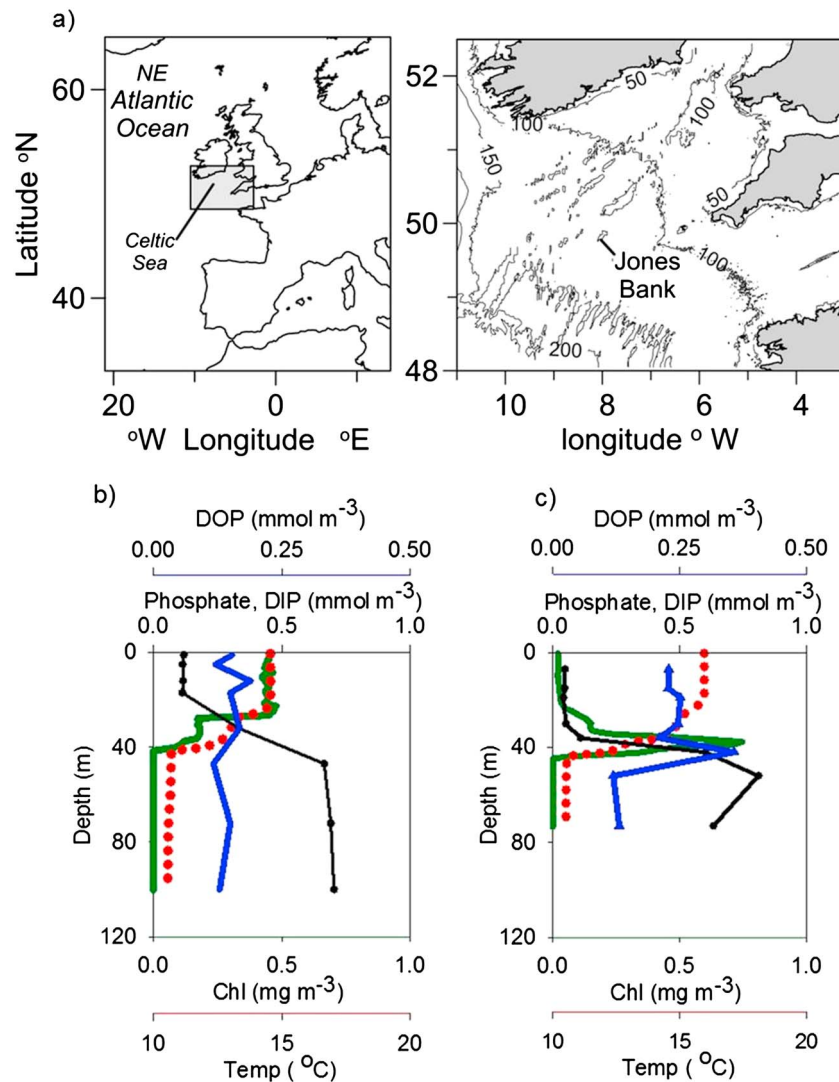 a)
NE
Atlantic
Ocean
Celtic
Sea
60
40
Latitude °N
20
0
°W Longitude °E
52
50
48
50
100
100
150
50
100
200
Jones
Bank
10
8
6
4
longitude ° W
b)
DOP (mmol m-3)
0.00 0.25 0.50
Phosphate, DIP (mmol m-3)
0.0 0.5 1.0
0
40
80
120
Depth (m)
0.0 0.5 1.0
Chl (mg m-3)
10 15 20
Temp ( °C)
c)
DOP (mmol m-3)
0.00 0.25 0.50
Phosphate, DIP (mmol m-3)
0.0 0.5 1.0
0
40
80
120
Depth (m)
0.0 0.5 1.0
Chl (mg m-3)
10 15 20
Temp ( °C)